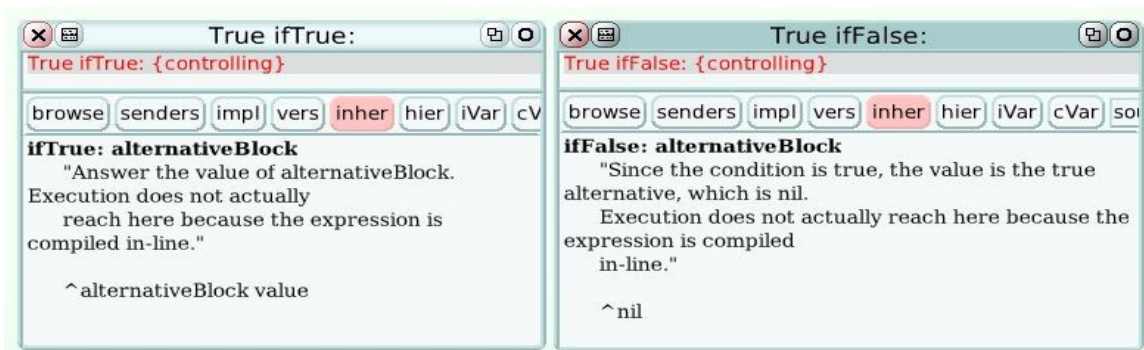 True ifTrue:
True ifTrue: {controlling}
browse senders impl vers inher hier iVar cV
ifTrue: alternativeBlock
"Answer the value of alternativeBlock.
Execution does not actually
reach here because the expression is
compiled in-line."
^alternativeBlock value
True ifFalse:
True ifFalse: {controlling}
browse senders impl vers inher hier iVar cVar sou
ifFalse: alternativeBlock
"Since the condition is true, the value is the true
alternative, which is nil.
Execution does not actually reach here because the
expression is compiled
in-line."
^nil